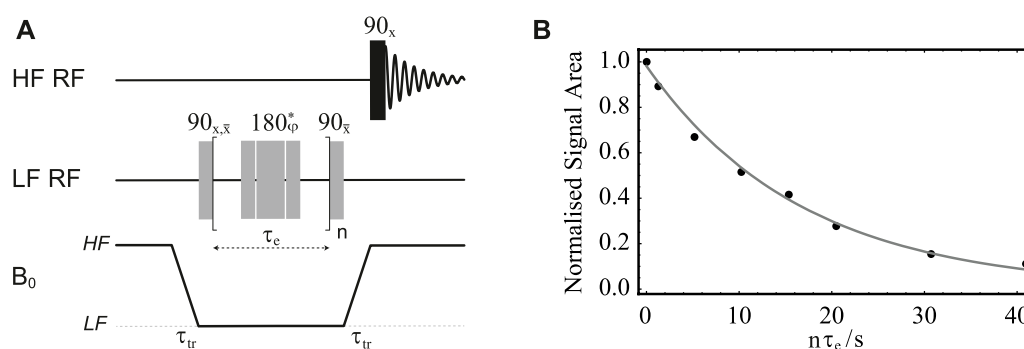 A
90x
HF RF
90x,x̄ 180*φ 90x̄
LF RF
τe n
HF
B0
LF
τtr τtr
B
Normalised Signal Area
1.0
0.8
0.6
0.4
0.2
0.0
0 10 20 30 40
nτe/s